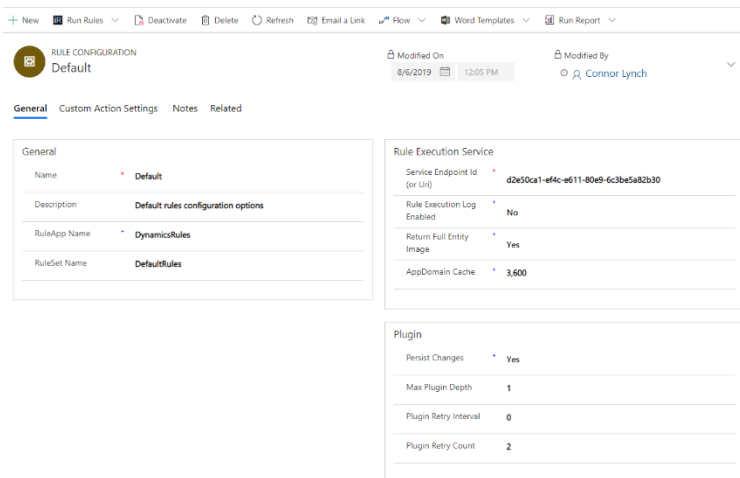 New Run Rules Deactivate Delete Refresh Email a Link Flow Word Templates Run Report
RULE CONFIGURATION
Default
Modified On
8/6/2019 12:05 PM
Modified By
Connor Lynch
General Custom Action Settings Notes Related
General
Name * Default
Description Default rules configuration options
RuleApp Name * DynamicsRules
RuleSet Name DefaultRules
Rule Execution Service
Service Endpoint Id
(or Uri) * d2e50ca1-ef4c-e611-80e9-6c3be5a82b30
Rule Execution Log
Enabled * No
Return Full Entity
Image * Yes
AppDomain Cache * 3,600
Plugin
Persist Changes * Yes
Max Plugin Depth 1
Plugin Retry Interval 0
Plugin Retry Count 2